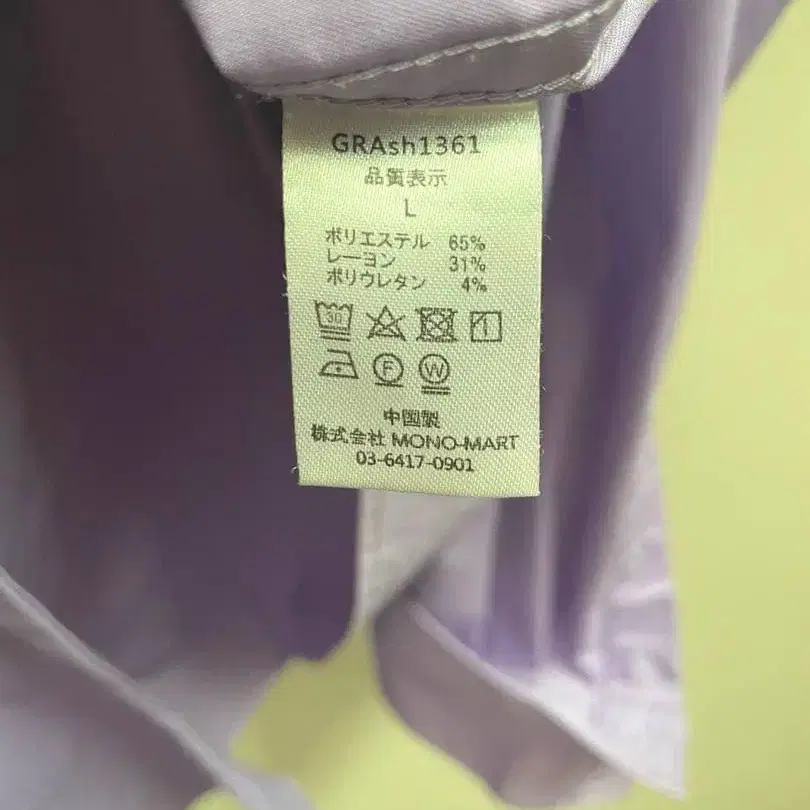 GRAsh1361
品質表示
L
ポリエステル 65%
レーヨン 31%
ポリウレタン 4%
30
F W
中国製
株式会社 MONO-MART
03-6417-0901